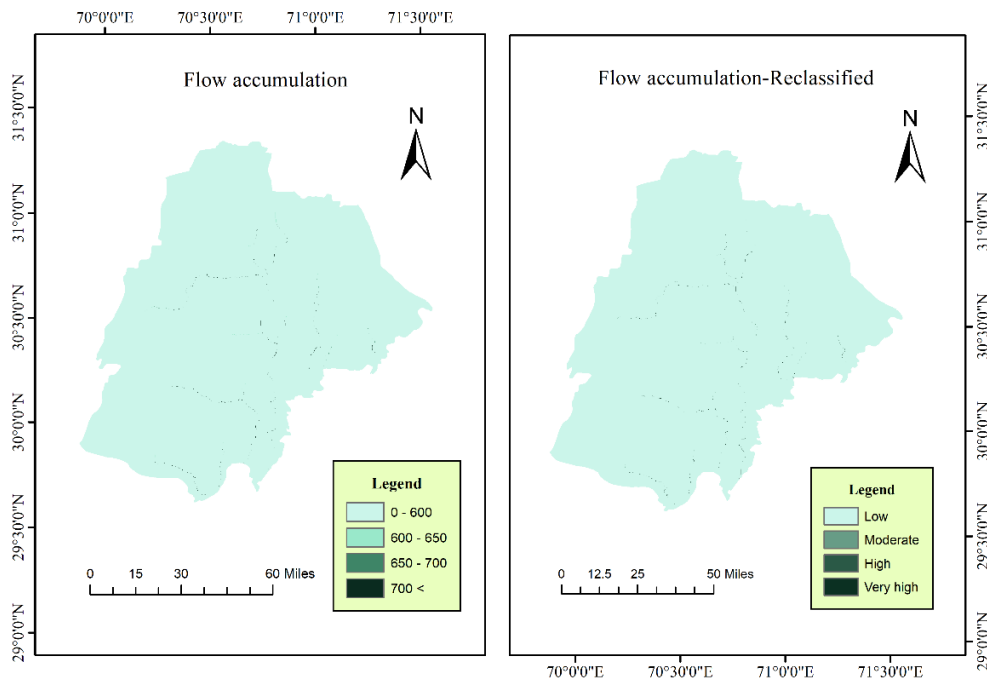 70°0'0"E 70°30'0"E 71°0'0"E 71°30'0"E
Flow accumulation
N
31°30'0"N
31°0'0"N
30°30'0"N
30°0'0"N
29°30'0"N
29°0'0"N
Legend
0 - 600
600 - 650
650 - 700
700 <
0 15 30 60 Miles
Flow accumulation-Reclassified
N
31°30'0"N
31°0'0"N
30°30'0"N
30°0'0"N
29°30'0"N
29°0'0"N
Legend
Low
Moderate
High
Very high
0 12.5 25 50 Miles
70°0'0"E 70°30'0"E 71°0'0"E 71°30'0"E